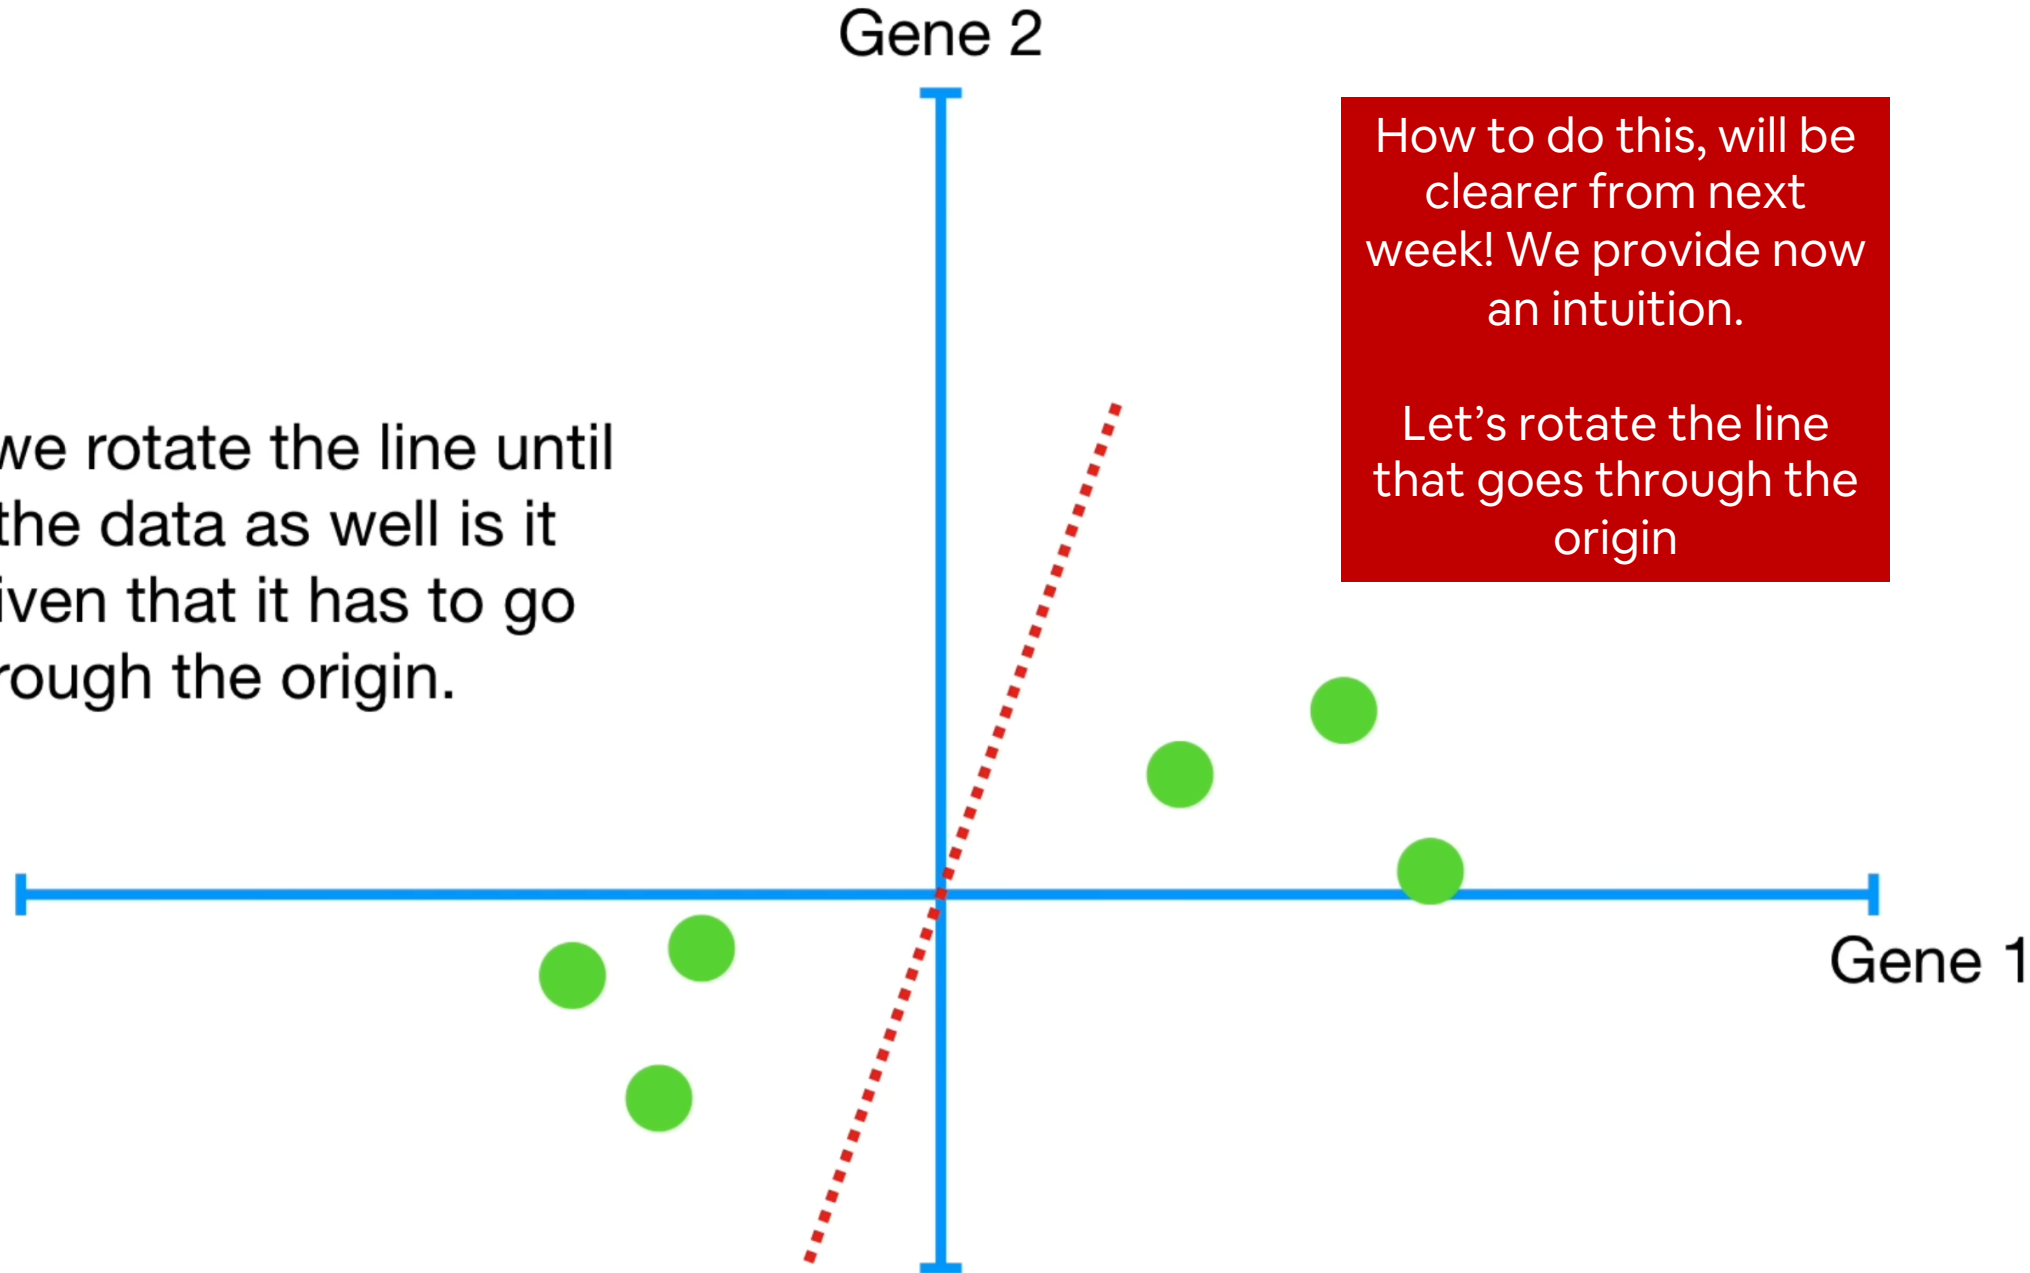 Gene 2
How to do this, will be
clearer from next
week! We provide now
an intuition.
Let’s rotate the line
that goes through the
origin
we rotate the line until
the data as well is it
iven that it has to go
rough the origin.
Gene 1